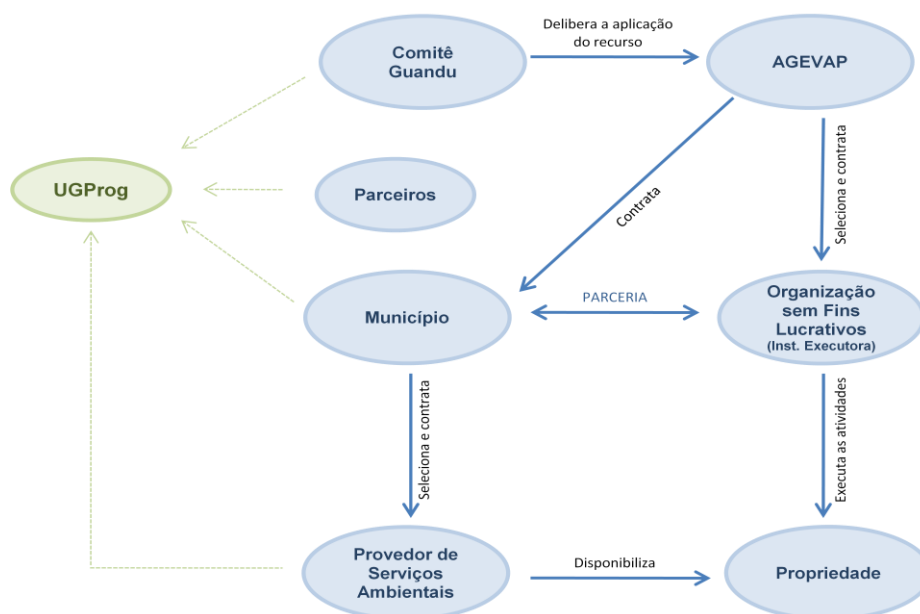 Delibera a aplicação
do recurso
Comitê
Guandu
AGEVAP
UGProg
Parceiros
Contrata
Seleciona e contrata
Município
PARCERIA
Organização
sem Fins
Lucrativos
(Inst. Executora)
Seleciona e contrata
Executa as atividades
Provedor de
Serviços
Ambientais
Disponibiliza
Propriedade